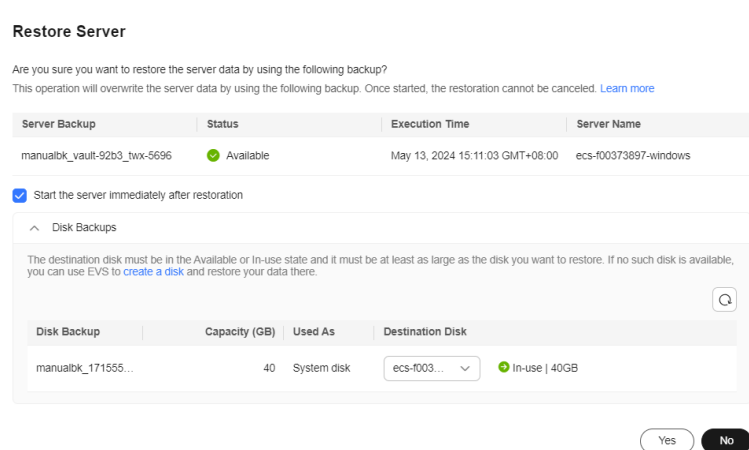 Restore Server
Are you sure you want to restore the server data by using the following backup?
This operation will overwrite the server data by using the following backup. Once started, the restoration cannot be canceled. Learn more
Server Backup Status Execution Time Server Name
manualbk_vault-92b3_twx-5696 Available May 13, 2024 15:11:03 GMT+08:00 ecs-f00373897-windows
Start the server immediately after restoration
Disk Backups
The destination disk must be in the Available or In-use state and it must be at least as large as the disk you want to restore. If no such disk is available,
you can use EVS to create a disk and restore your data there.
Disk Backup Capacity (GB) Used As Destination Disk
manualbk_171555... 40 System disk ecs-f003... In-use | 40GB
Yes No